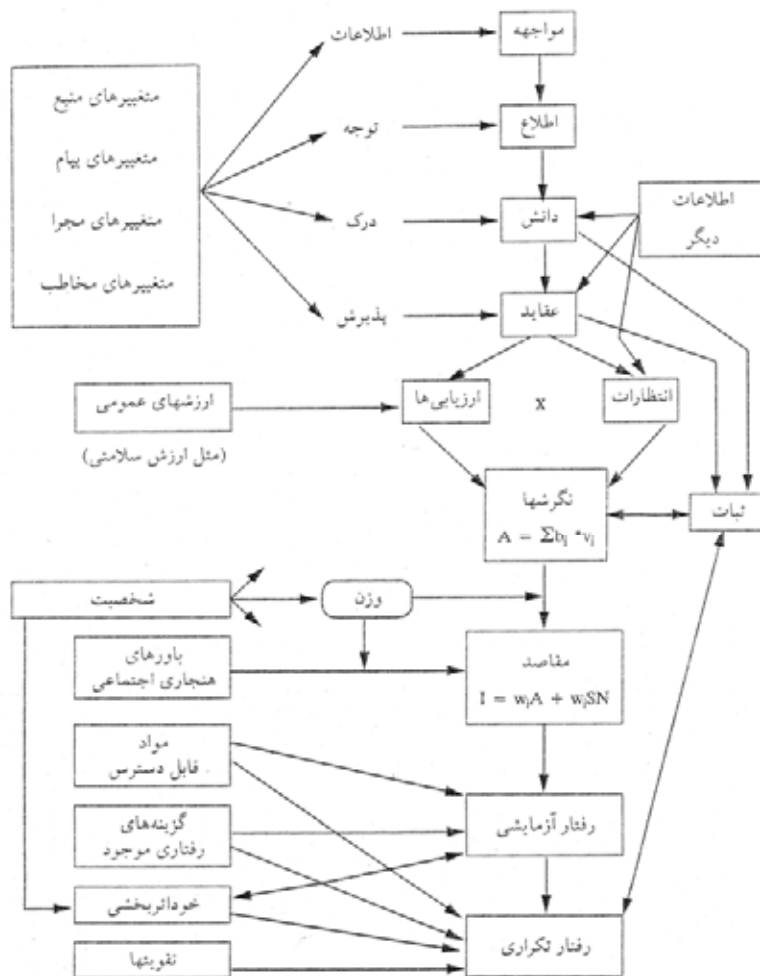 اطلاعات
مواجهه
متغییرهای منبع
متغییرهای پیام
متغییرهای مجرا
متغییرهای مخاطب
توجه
اطلاع
درک
دانش
اطلاعات
دیگر
پذیرش
عقاید
ارزشهای عمومی
(مثل ارزش سلامتی)
ارزیابی‌ها
x
انتظارات
نگرشها
A = Σbᵢ *vᵢ
ثبات
شخصیت
وزن
باورهای
هنجاری اجتماعی
مقاصد
I = wᵢA + wⱼSN
مواد
قابل دسترس
گزینه‌های
رفتاری موجود
رفتار آزمایشی
خوداثربخشی
تقویتها
رفتار تکراری